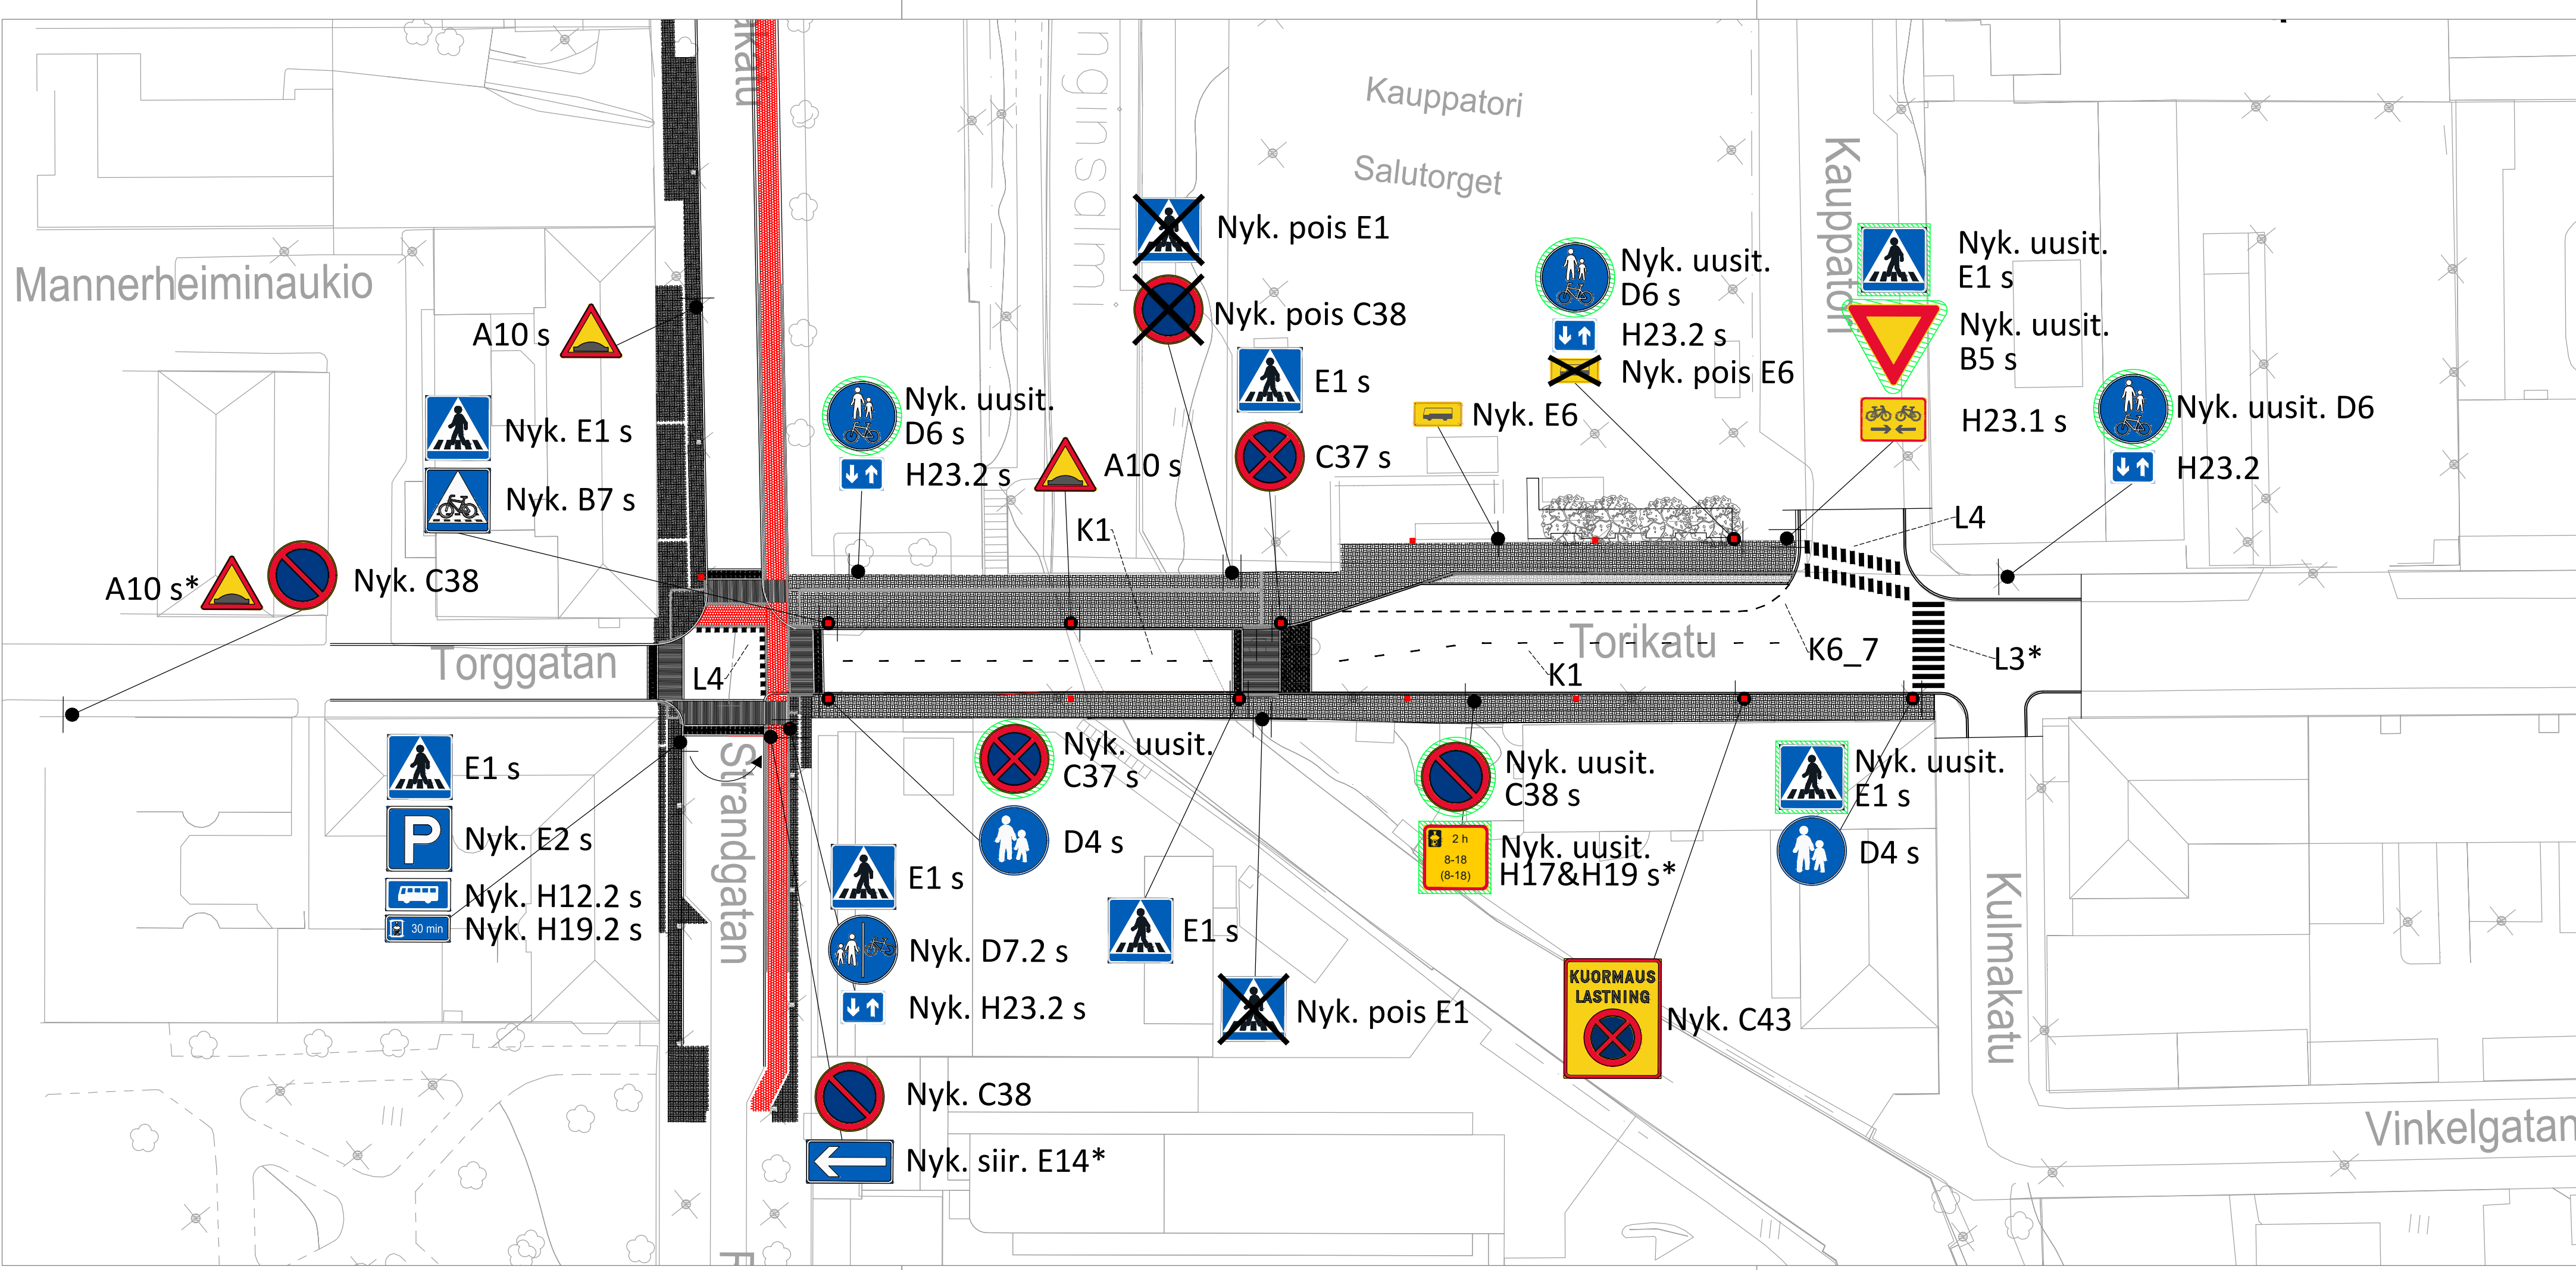 akatu
Kauppatori
Salutorget
Mannerheiminaukio
Kauppatori
Nyk. pois E1
Nyk. pois C38
E1 s
C37 s
Nyk. E6
Nyk. uusit.
D6 s
H23.2 s
Nyk. pois E6
Nyk. uusit.
E1 s
Nyk. uusit.
B5 s
H23.1 s
Nyk. uusit. D6
H23.2
A10 s
Nyk. E1 s
Nyk. B7 s
Nyk. uusit.
D6 s
H23.2 s
A10 s
K1
L4
A10 s*
Nyk. C38
Torggatan
L4
Torikatu
K1
K6_7
L3*
Strandgatan
E1 s
P
Nyk. E2 s
Nyk. H12.2 s
30 min
Nyk. H19.2 s
Nyk. uusit.
C37 s
D4 s
E1 s
Nyk. D7.2 s
Nyk. H23.2 s
E1 s
Nyk. pois E1
Nyk. uusit.
C38 s
2 h
8-18
(8-18)
Nyk. uusit.
H17&H19 s*
Nyk. uusit.
E1 s
D4 s
KUORMAUS
LASTNING
Nyk. C43
Kulmakatu
Nyk. C38
Nyk. siir. E14*
Vinkelgatan